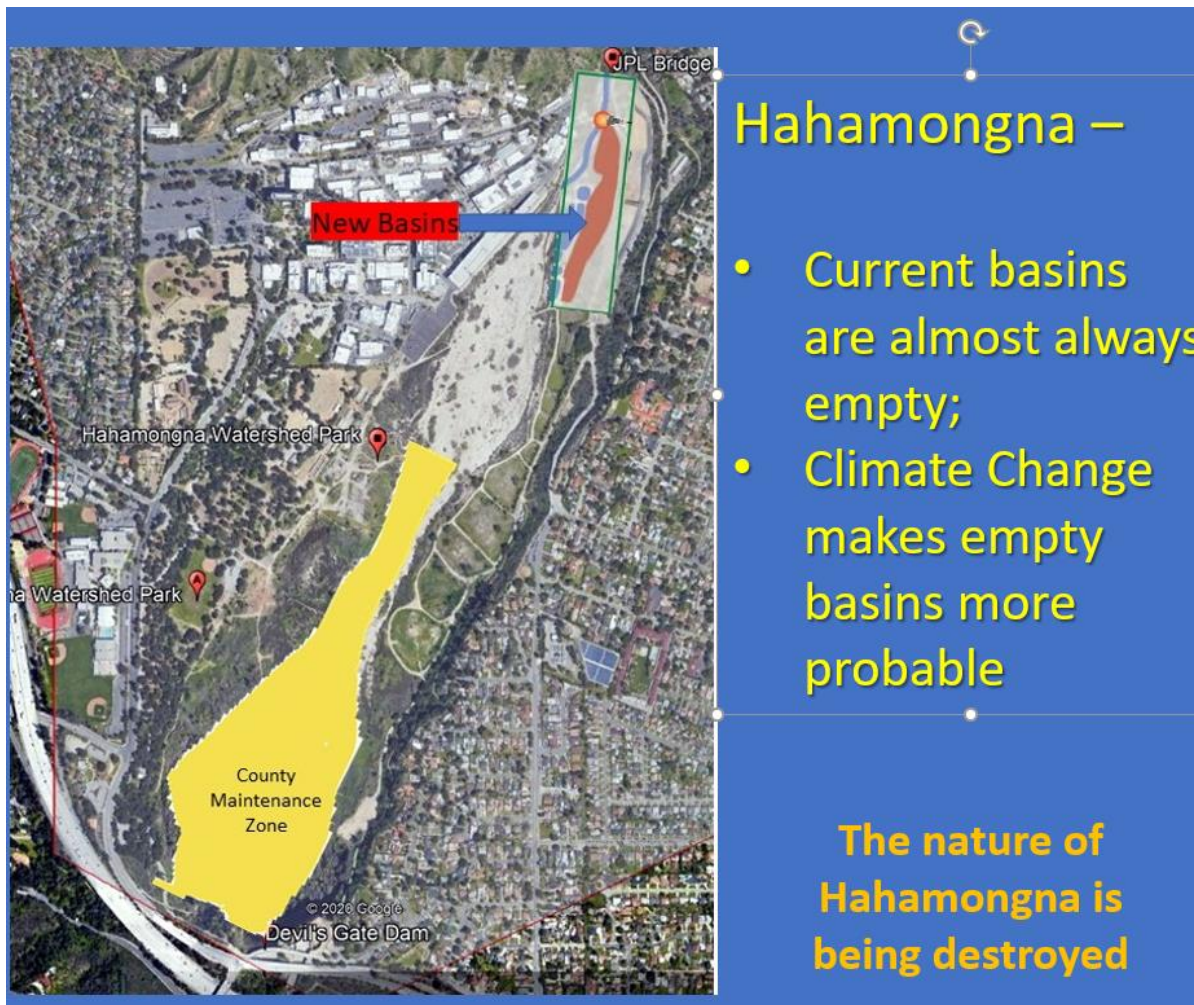 JPL Bridge
New Basins
Hahamongna Watershed Park
na Watershed Park
A
County
Maintenance
Zone
© 2020 Google
Devil's Gate Dam
Hahamongna –
• Current basins
are almost always
empty;
• Climate Change
makes empty
basins more
probable
The nature of
Hahamongna is
being destroyed